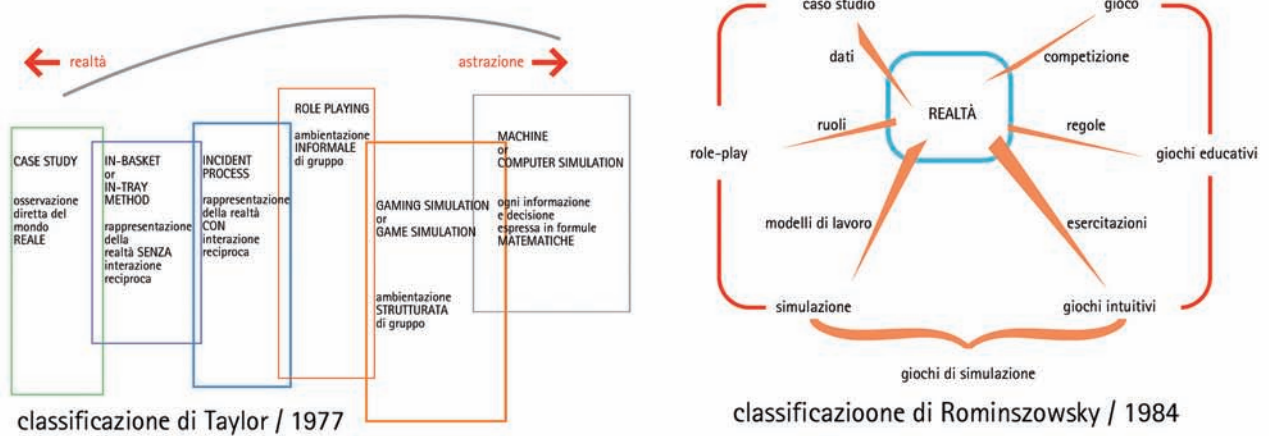 realtà
astrazione
CASE STUDY
osservazione
diretta del
mondo
REALE
IN-BASKET
or
IN-TRAY
METHOD
rappresentazione
della
realtà SENZA
interazione
reciproca
INCIDENT
PROCESS
rappresentazione
della realtà
CON
interazione
reciproca
ROLE PLAYING
ambientazione
INFORMALE
di gruppo
GAMING SIMULATION
or
GAME SIMULATION
ambientazione
STRUTTURATA
di gruppo
MACHINE
or
COMPUTER SIMULATION
ogni informazione
e decisione
espressa in formule
MATEMATICHE
classificazione di Taylor / 1977
caso studio
gioco
dati
competizione
REALTÀ
ruoli
regole
role-play
giochi educativi
modelli di lavoro
esercitazioni
simulazione
giochi intuitivi
giochi di simulazione
classificazioone di Rominszowsky / 1984